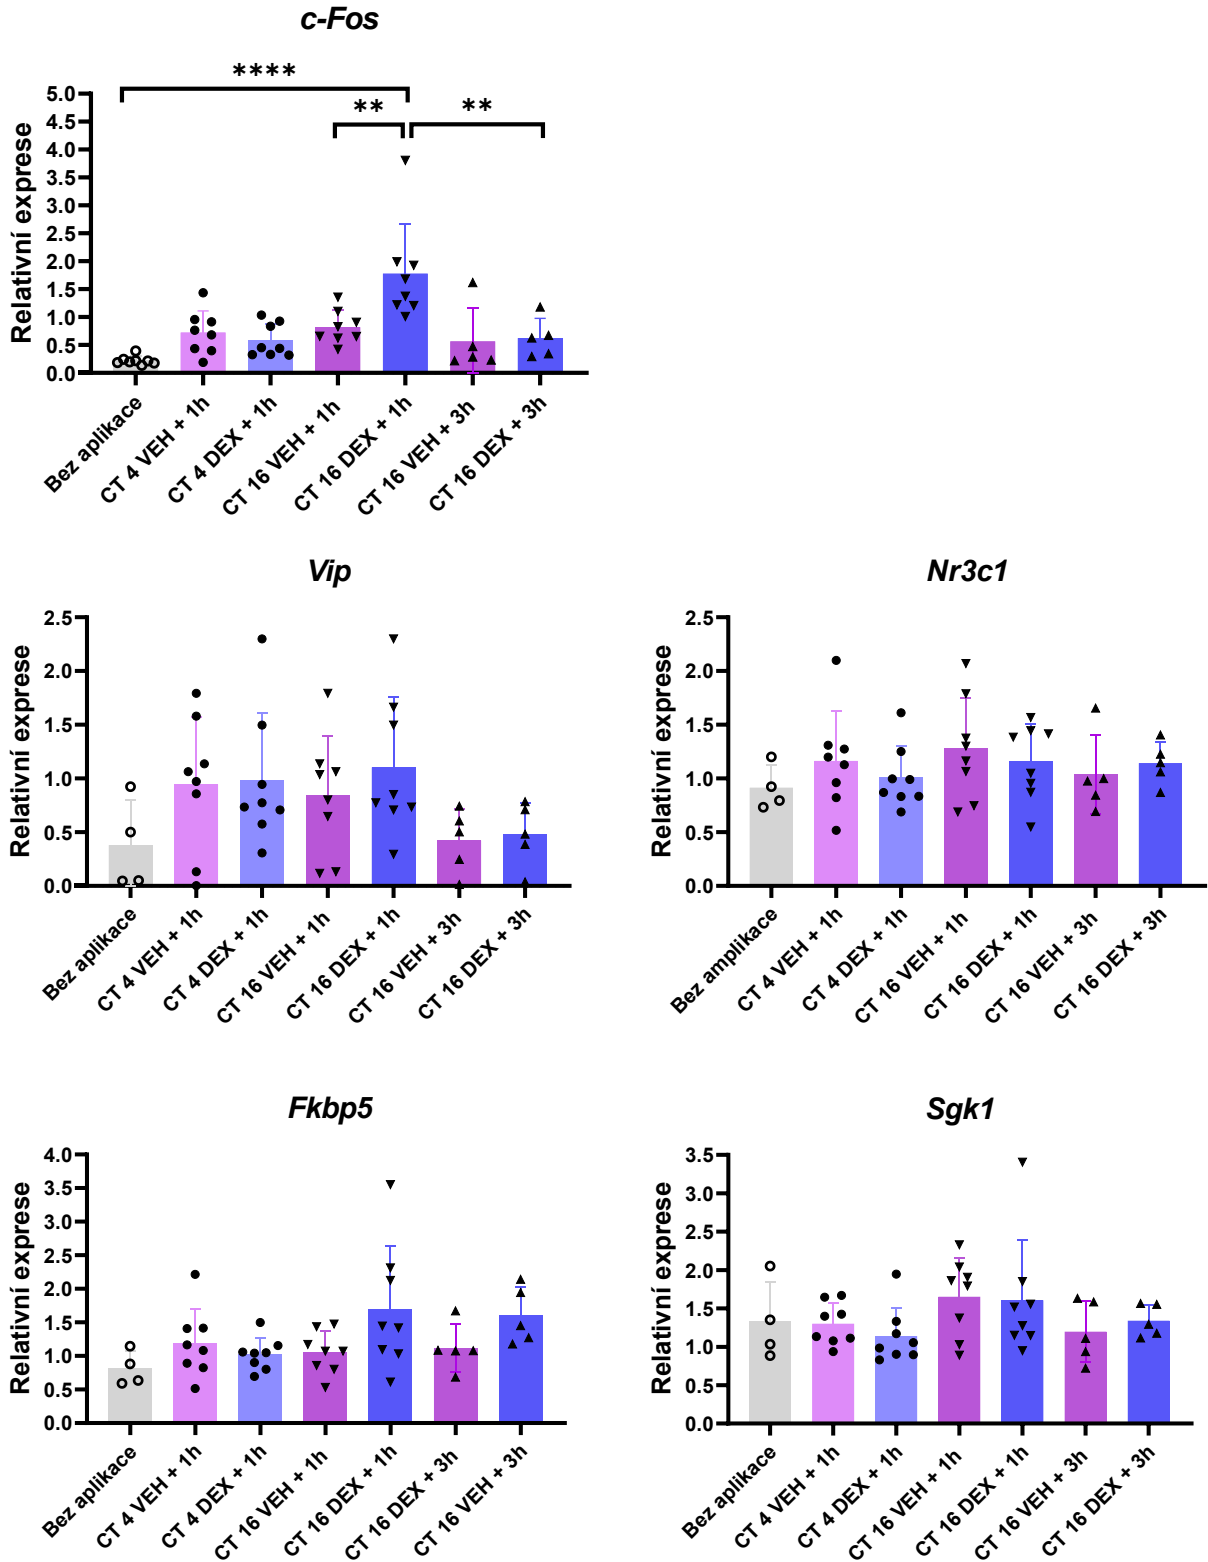 c-Fos
****
**
**
Relativní exprese
5.0
4.5
4.0
3.5
3.0
2.5
2.0
1.5
1.0
0.5
0.0
Bez aplikace
CT 4 VEH + 1h
CT 4 DEX + 1h
CT 16 VEH + 1h
CT 16 DEX + 1h
CT 16 VEH + 3h
CT 16 DEX + 3h
Vip
Relativní exprese
2.5
2.0
1.5
1.0
0.5
0.0
Bez aplikace
CT 4 VEH + 1h
CT 4 DEX + 1h
CT 16 VEH + 1h
CT 16 DEX + 1h
CT 16 VEH + 3h
CT 16 DEX + 3h
Nr3c1
Relativní exprese
2.5
2.0
1.5
1.0
0.5
0.0
Bez amplikace
CT 4 VEH + 1h
CT 4 DEX + 1h
CT 16 VEH + 1h
CT 16 DEX + 1h
CT 16 VEH + 3h
CT 16 DEX + 3h
Fkbp5
Relativní exprese
4.0
3.5
3.0
2.5
2.0
1.5
1.0
0.5
0.0
Bez aplikace
CT 4 VEH + 1h
CT 4 DEX + 1h
CT 16 VEH + 1h
CT 16 DEX + 1h
CT 16 DEX + 3h
CT 16 VEH + 3h
Sgk1
Relativní exprese
3.5
3.0
2.5
2.0
1.5
1.0
0.5
0.0
Bez aplikace
CT 4 VEH + 1h
CT 4 DEX + 1h
CT 16 VEH + 1h
CT 16 DEX + 1h
CT 16 VEH + 3h
CT 16 DEX + 3h